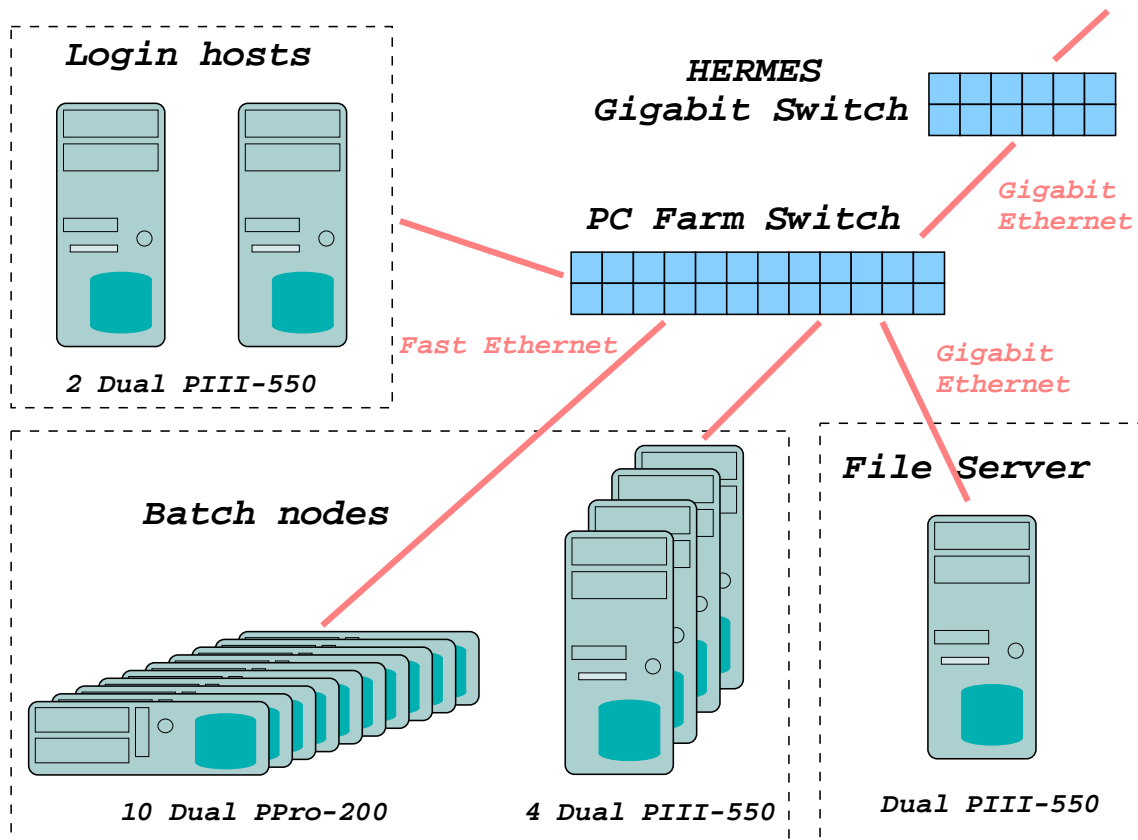 Login hosts
HERMES
Gigabit Switch
Gigabit
Ethernet
PC Farm Switch
Fast Ethernet
Gigabit
Ethernet
2 Dual PIII-550
File Server
Batch nodes
10 Dual PPro-200
4 Dual PIII-550
Dual PIII-550